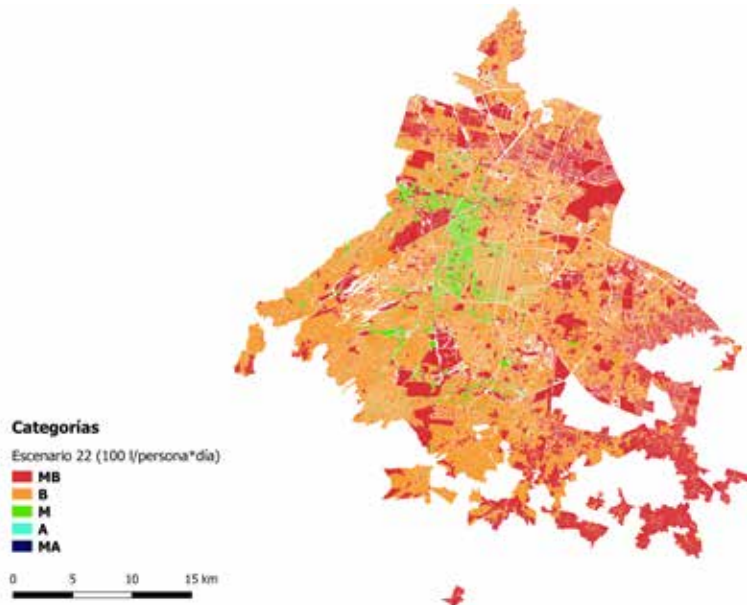 Categorías
Escenario 22 (100 l/persona*día)
MB
B
M
A
MA
0 5 10 15 km